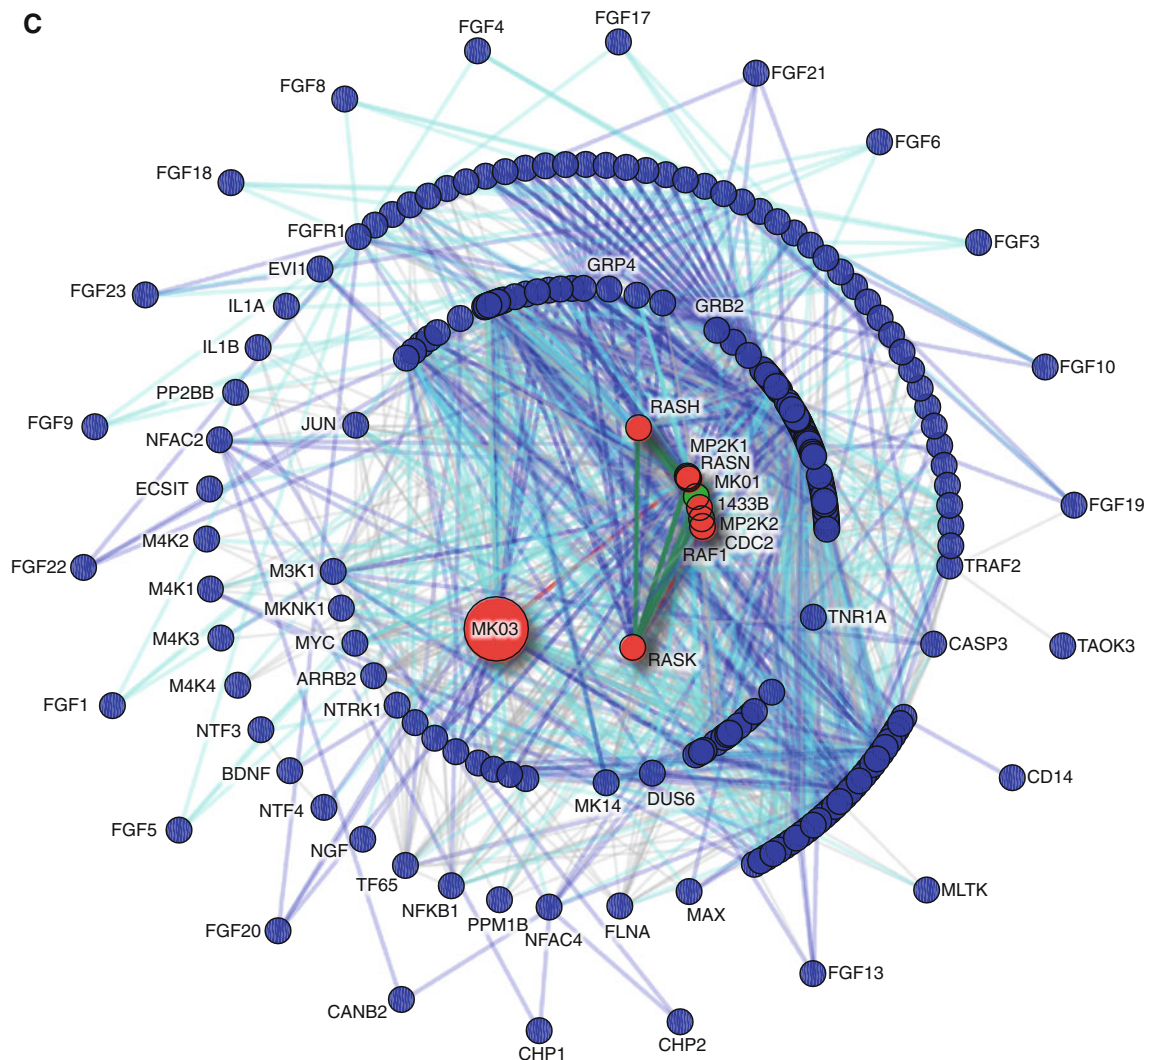 C
FGF4
FGF17
FGF21
FGF8
FGF6
FGF18
FGFR1
FGF3
EVI1
GRP4
FGF23
IL1A
GRB2
IL1B
FGF10
PP2BB
RASH
FGF9
JUN
NFAC2
MP2K1
RASN
MK01
ECSIT
1433B
FGF19
MP2K2
M4K2
CDC2
RAF1
FGF22
M3K1
TRAF2
M4K1
MKNK1
TNR1A
MK03
M4K3
MYC
CASP3
TAOK3
RASK
ARRB2
M4K4
FGF1
NTRK1
NTF3
BDNF
CD14
MK14
DUS6
NTF4
FGF5
NGF
TF65
MLTK
NFKB1
MAX
PPM1B
FLNA
FGF20
NFAC4
FGF13
CANB2
CHP2
CHP1